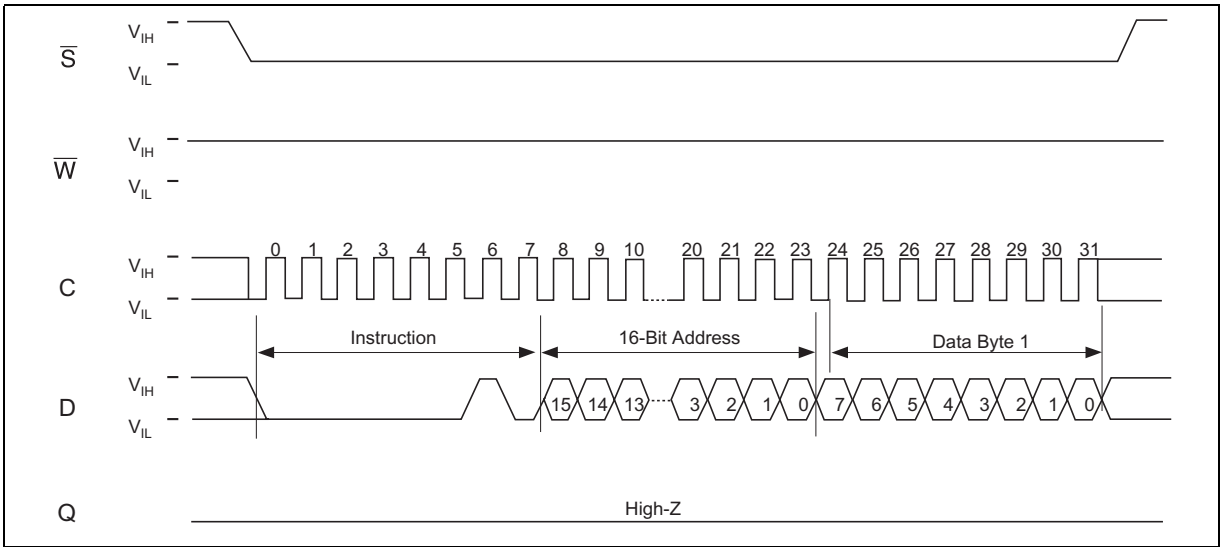 V_IH
S̅
V_IL
V_IH
W̅
V_IL
0 1 2 3 4 5 6 7 8 9 10 20 21 22 23 24 25 26 27 28 29 30 31
V_IH
C
V_IL
Instruction 16-Bit Address Data Byte 1
V_IH
D 15 14 13 3 2 1 0 7 6 5 4 3 2 1 0
V_IL
High-Z
Q